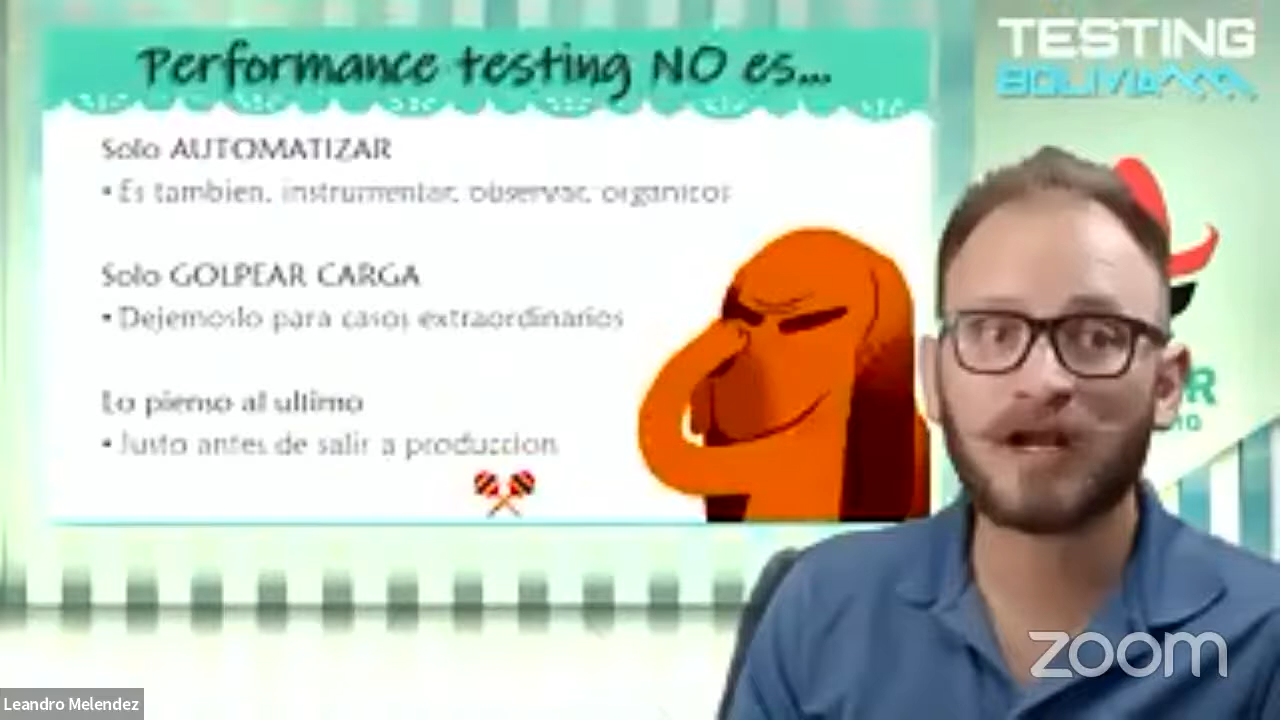 Performance testing NO es...
TESTING
BOLIVIA
Solo AUTOMATIZAR
• Es tambien, instrumentar, observar, organicos
Solo GOLPEAR CARGA
• Dejemoslo para casos extraordinarios
Lo pienso al ultimo
• Justo antes de salir a produccion
zoom
Leandro Melendez